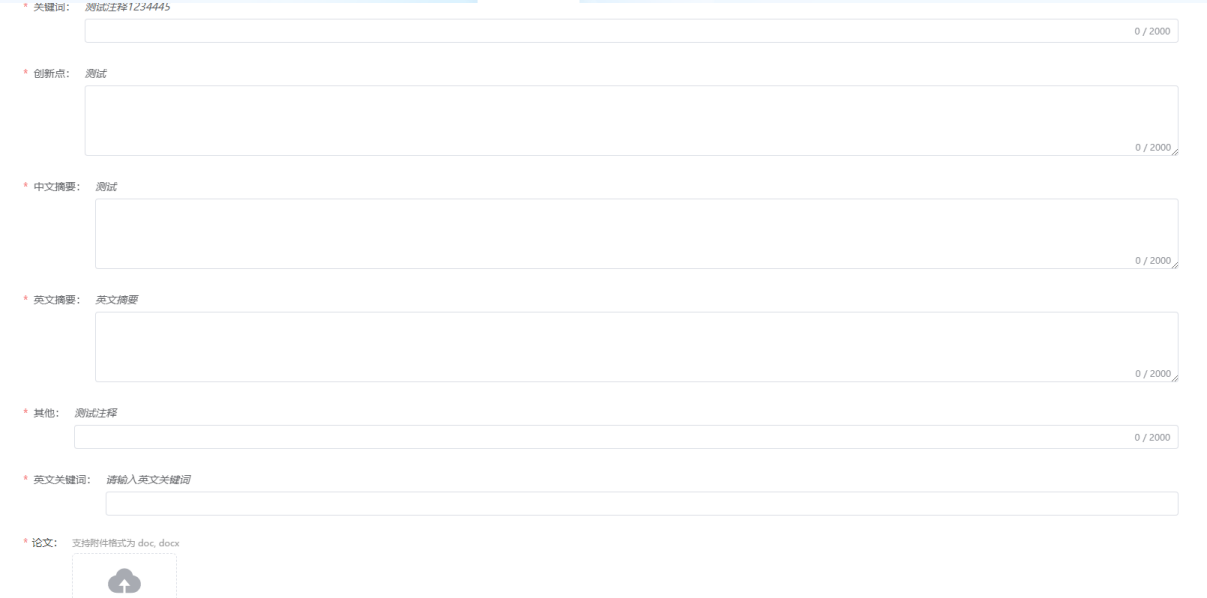 * 关键词： 测试注释1234445
0 / 2000
* 创新点： 测试
0 / 2000
* 中文摘要： 测试
0 / 2000
* 英文摘要： 英文摘要
0 / 2000
* 其他： 测试注释
0 / 2000
* 英文关键词： 请输入英文关键词
* 论文： 支持附件格式为 doc, docx